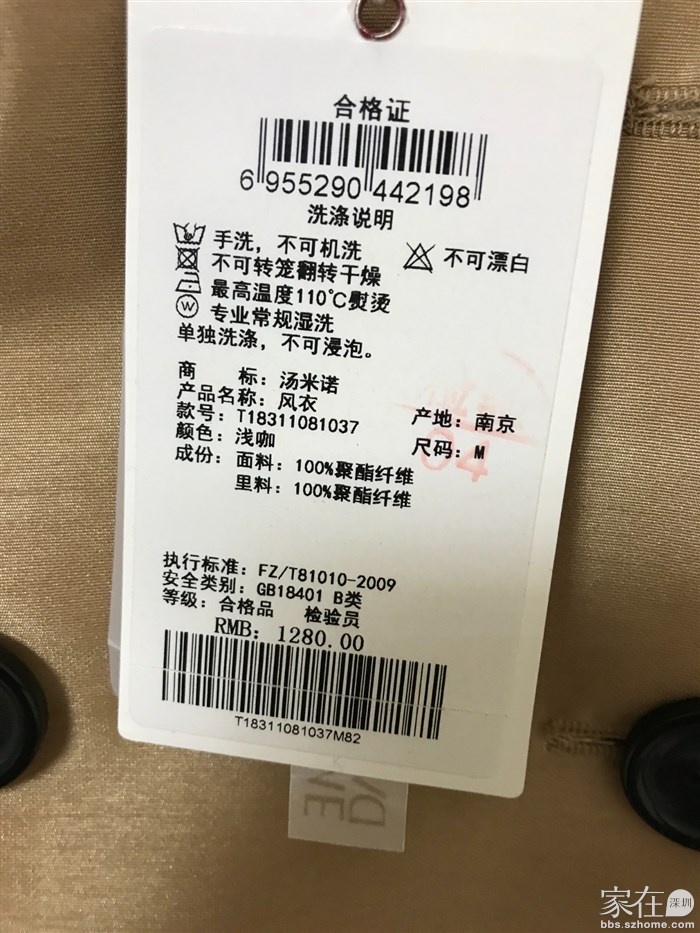 合格证
6 955290 442198
洗涤说明
手洗，不可机洗 不可漂白
不可转笼翻转干燥
最高温度110℃熨烫
W 专业常规湿洗
单独洗涤，不可浸泡。
商 标：汤米诺
产品名称：风衣
款号：T18311081037 产地：南京
颜色：浅咖 尺码：M
成份：面料：100%聚酯纤维
里料：100%聚酯纤维
04
执行标准：FZ/T81010-2009
安全类别：GB18401 B类
等级：合格品 检验员
RMB：1280.00
T18311081037M82
家在深圳
bbs.szhome.com